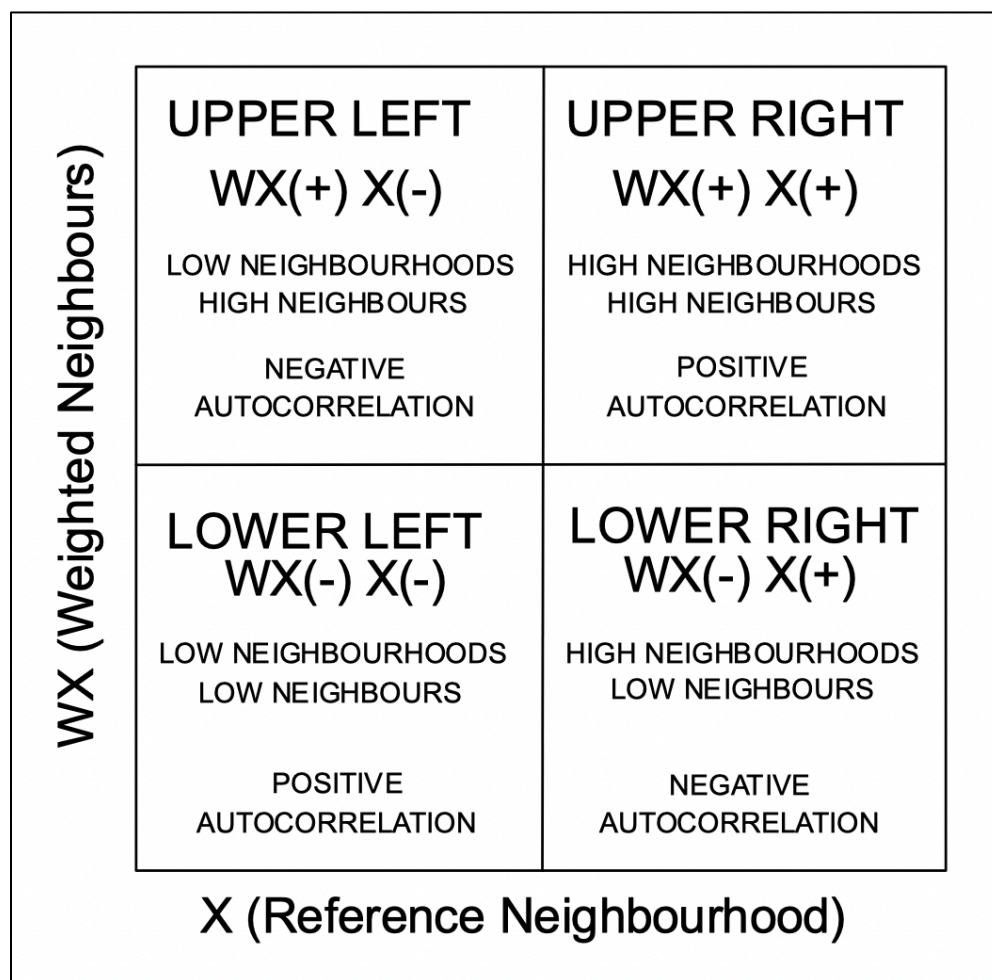 WX (Weighted Neighbours)
UPPER LEFT
WX(+) X(-)
LOW NEIGHBOURHOODS
HIGH NEIGHBOURS
NEGATIVE
AUTOCORRELATION
UPPER RIGHT
WX(+) X(+)
HIGH NEIGHBOURHOODS
HIGH NEIGHBOURS
POSITIVE
AUTOCORRELATION
LOWER LEFT
WX(-) X(-)
LOW NEIGHBOURHOODS
LOW NEIGHBOURS
POSITIVE
AUTOCORRELATION
LOWER RIGHT
WX(-) X(+)
HIGH NEIGHBOURHOODS
LOW NEIGHBOURS
NEGATIVE
AUTOCORRELATION
X (Reference Neighbourhood)